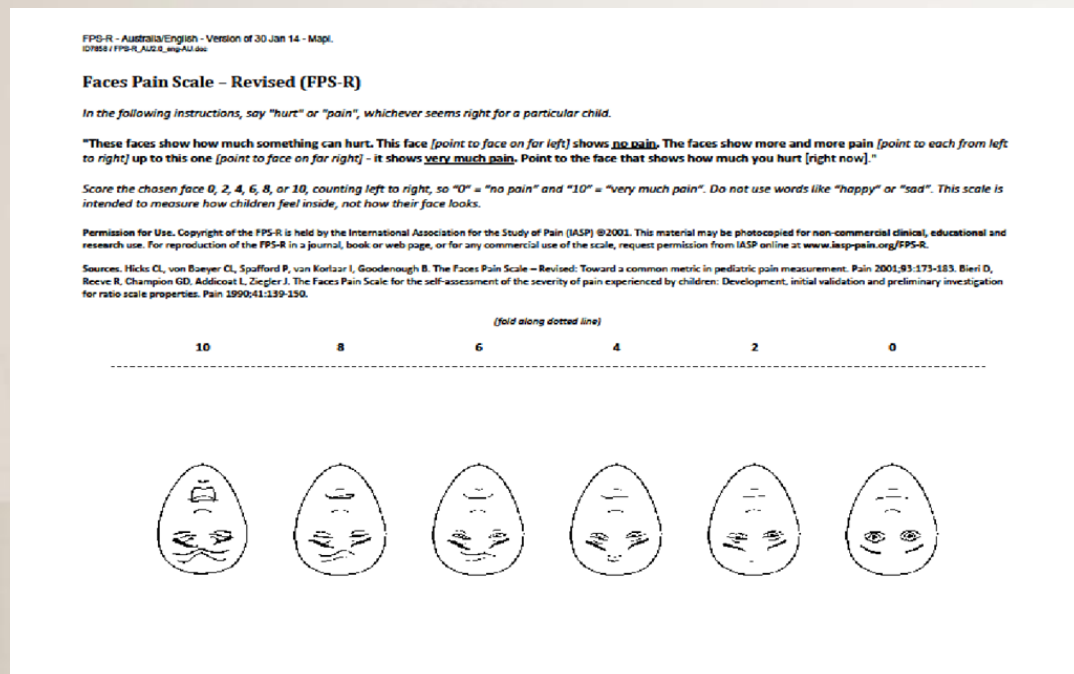 FPS-R - Australia/English - Version of 30 Jan 14 - Mapi.
ID7858 / FPS-R_AU2.0_eng-AU.doc
Faces Pain Scale – Revised (FPS-R)
In the following instructions, say "hurt" or "pain", whichever seems right for a particular child.
"These faces show how much something can hurt. This face [point to face on far left] shows no pain. The faces show more and more pain [point to each from left
to right] up to this one [point to face on far right] - it shows very much pain. Point to the face that shows how much you hurt [right now]."
Score the chosen face 0, 2, 4, 6, 8, or 10, counting left to right, so "0" = "no pain" and "10" = "very much pain". Do not use words like "happy" or "sad". This scale is
intended to measure how children feel inside, not how their face looks.
Permission for Use. Copyright of the FPS-R is held by the International Association for the Study of Pain (IASP) ©2001. This material may be photocopied for non-commercial clinical, educational and
research use. For reproduction of the FPS-R in a journal, book or web page, or for any commercial use of the scale, request permission from IASP online at www.iasp-pain.org/FPS-R.
Sources. Hicks CL, von Baeyer CL, Spafford P, van Korlaar I, Goodenough B. The Faces Pain Scale – Revised: Toward a common metric in pediatric pain measurement. Pain 2001;93:173-183. Bieri D,
Reeve R, Champion GD, Addicoat L, Ziegler J. The Faces Pain Scale for the self-assessment of the severity of pain experienced by children: Development, initial validation and preliminary investigation
for ratio scale properties. Pain 1990;41:139-150.
(fold along dotted line)
10 8 6 4 2 0